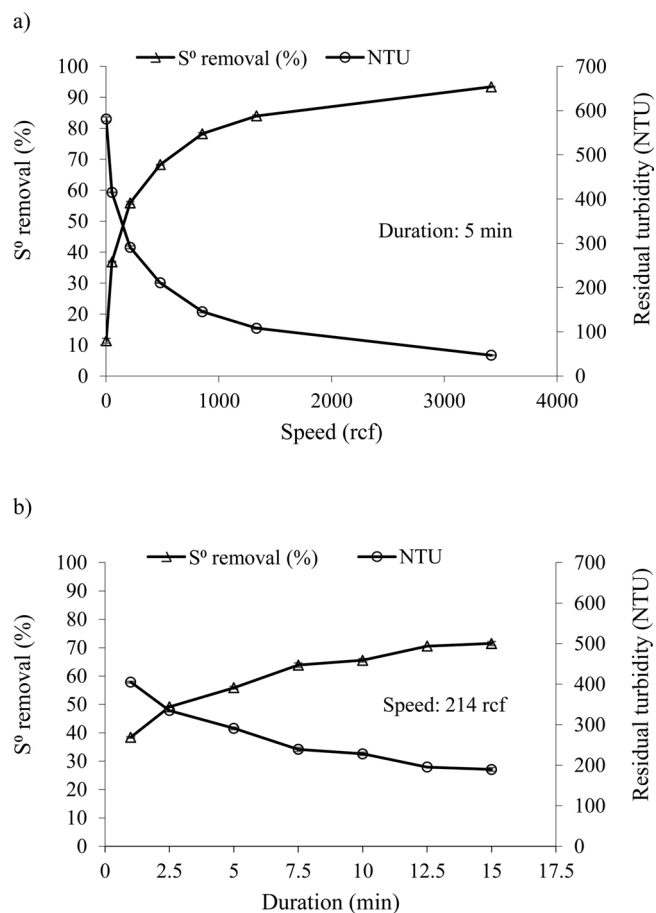 a)
S⁰ removal (%) NTU
100
90
80
70
60
50
40
30
20
10
0
S⁰ removal (%)
700
600
500
400
300
200
100
0
Residual turbidity (NTU)
Duration: 5 min
0 1000 2000 3000 4000
Speed (rcf)
b)
S⁰ removal (%) NTU
100
90
80
70
60
50
40
30
20
10
0
S⁰ removal (%)
700
600
500
400
300
200
100
0
Residual turbidity (NTU)
Speed: 214 rcf
0 2.5 5 7.5 10 12.5 15 17.5
Duration (min)